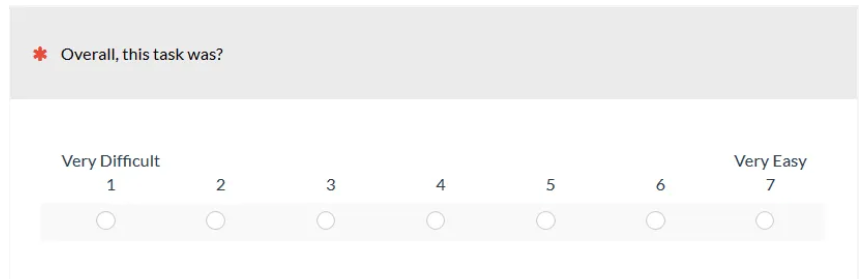 * Overall, this task was?
Very Difficult Very Easy
1 2 3 4 5 6 7